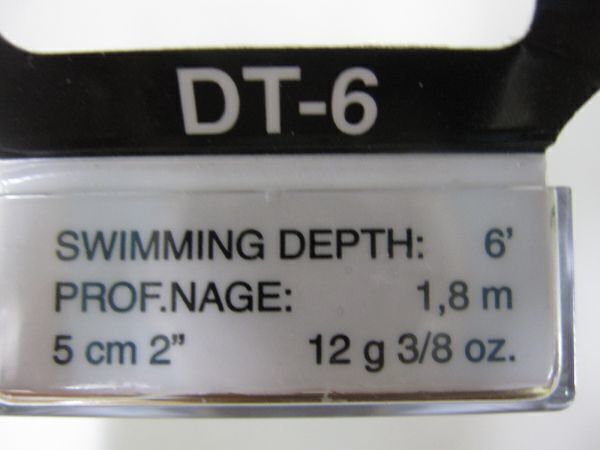 DT-6
SWIMMING DEPTH: 6'
PROF.NAGE: 1,8 m
5 cm 2” 12 g 3/8 oz.